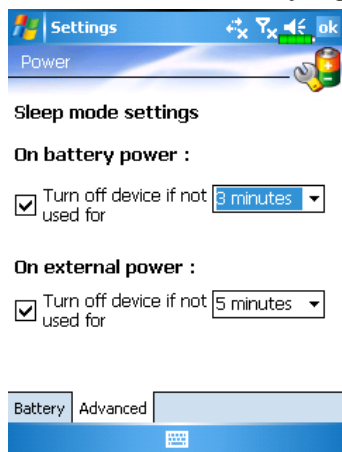 Settings
ok
Power
Sleep mode settings
On battery power :
Turn off device if not
used for
3 minutes
On external power :
Turn off device if not
used for
5 minutes
Battery
Advanced